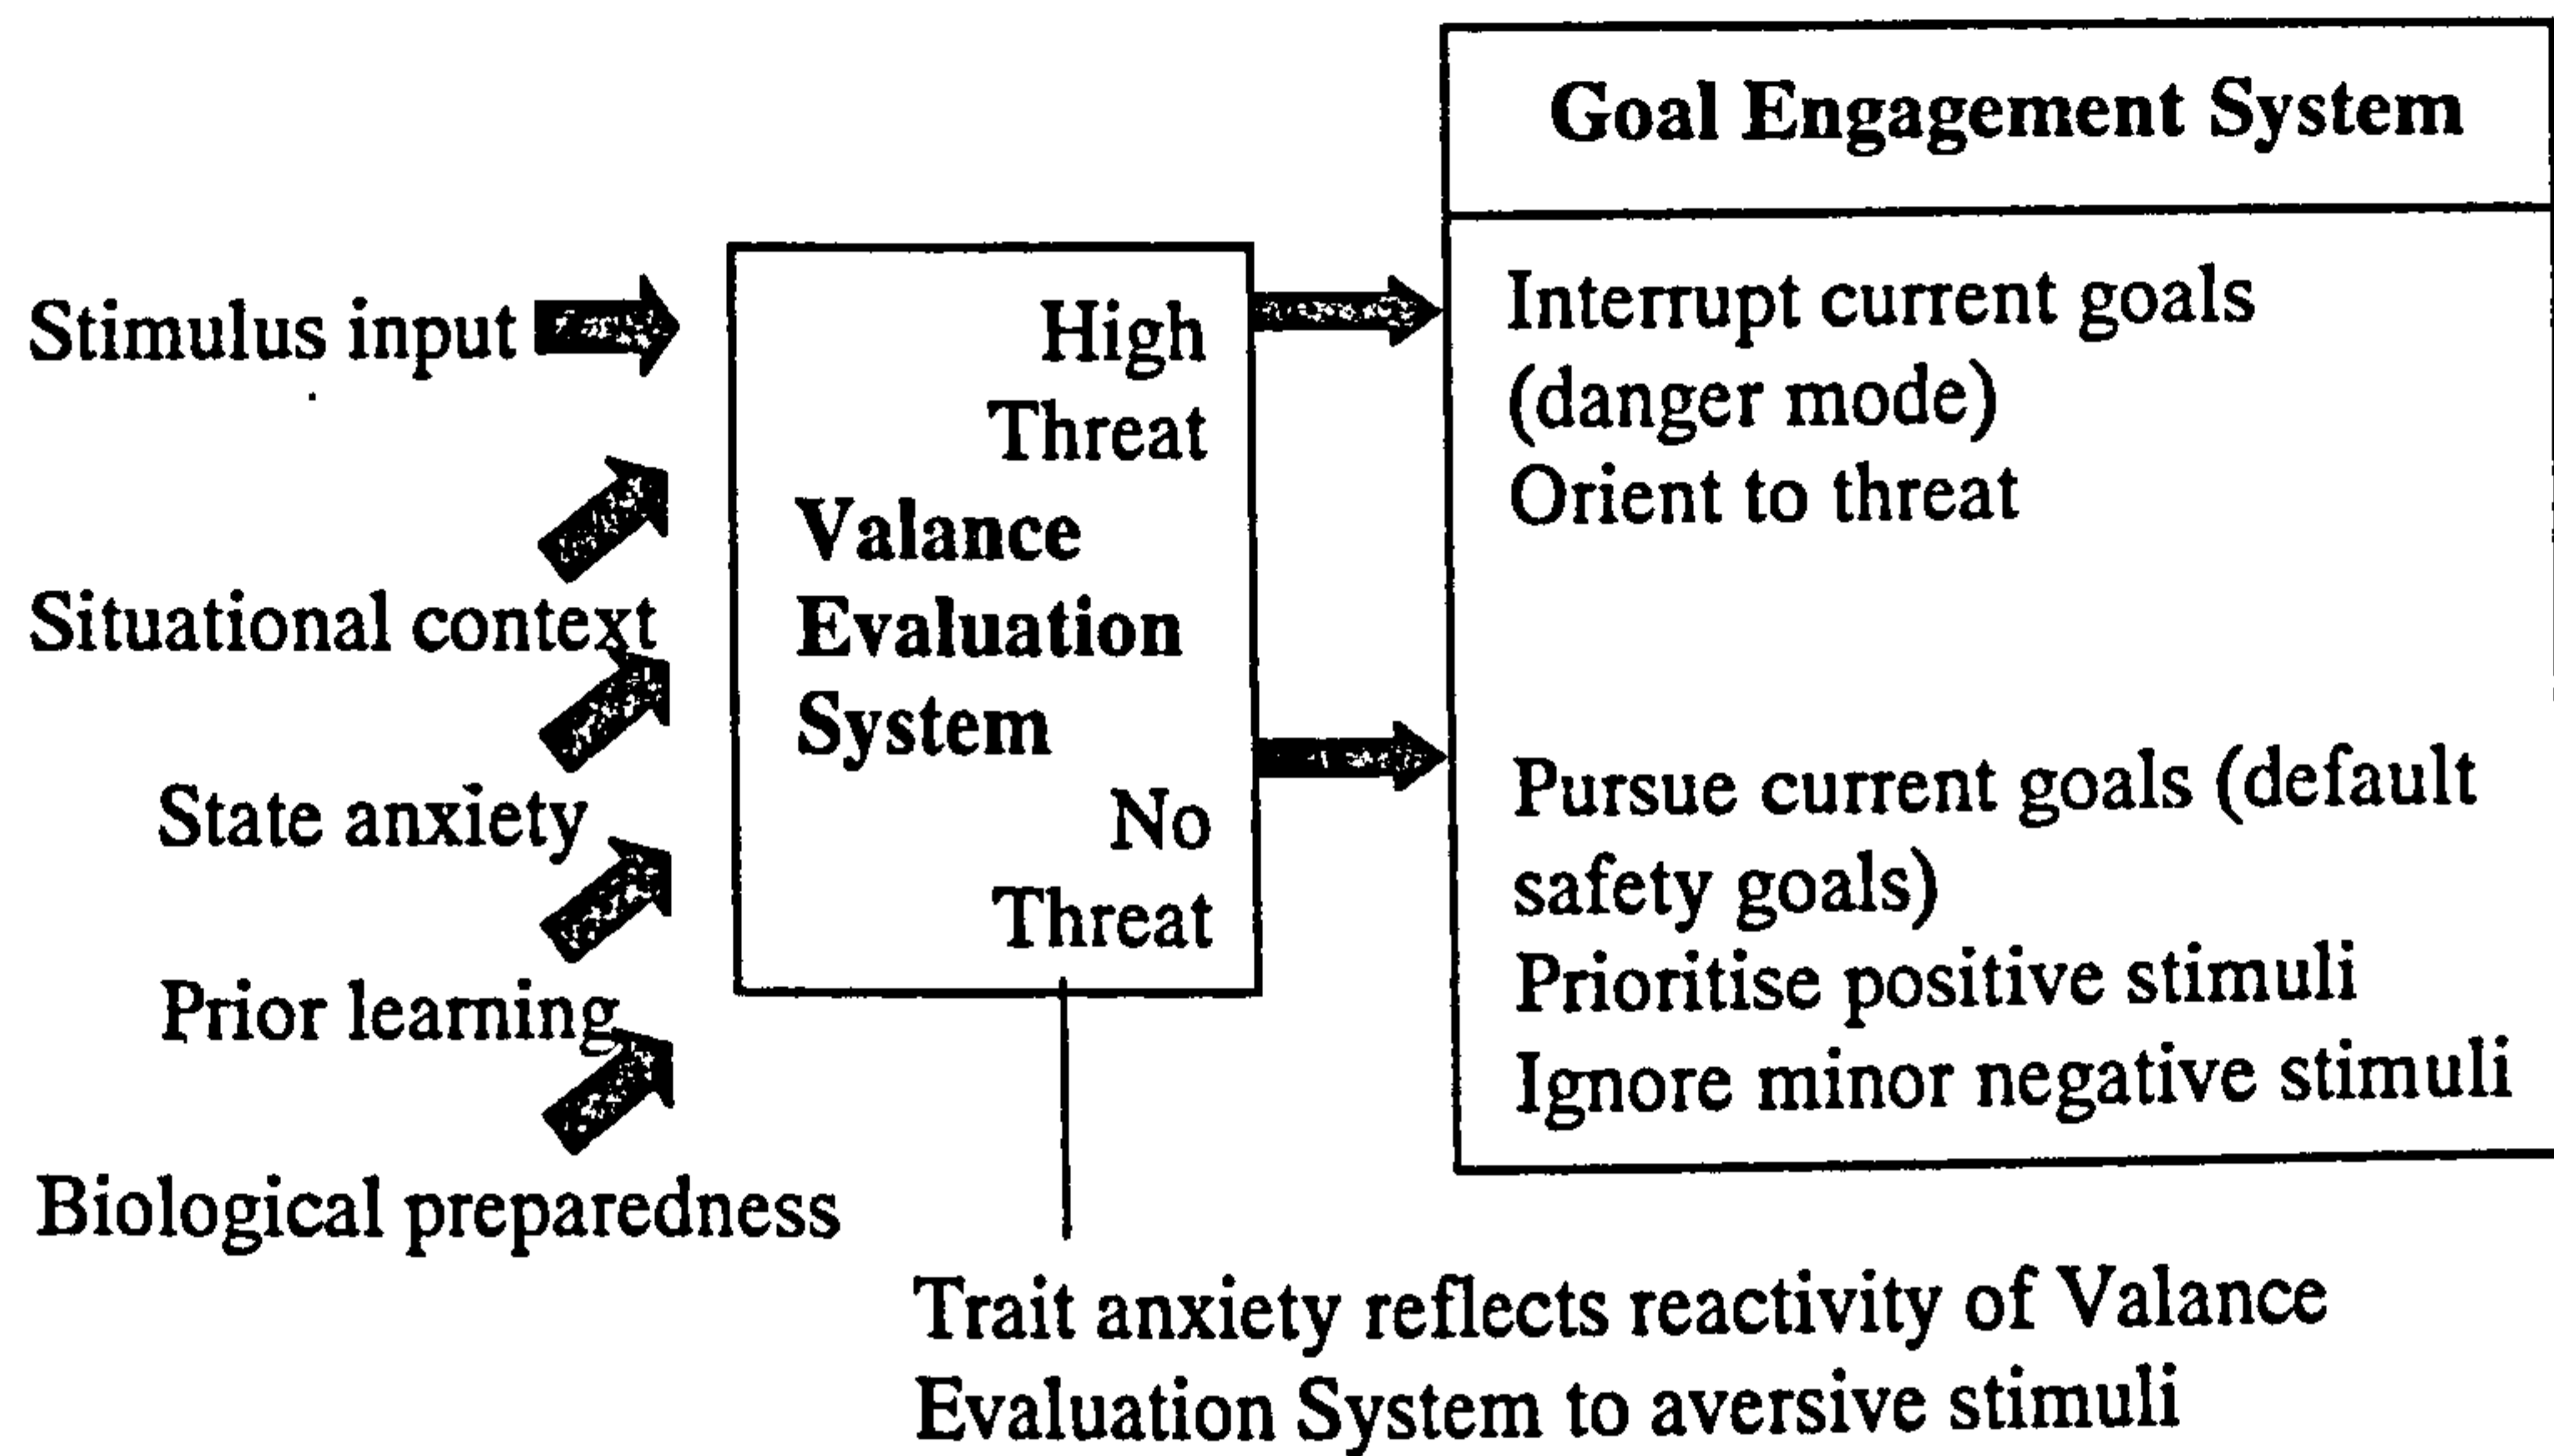 Goal Engagement System
Stimulus input
High
Threat
Valance
Evaluation
System
No
Threat
Situational context
State anxiety
Prior learning
Biological preparedness
Interrupt current goals
(danger mode)
Orient to threat
Pursue current goals (default
safety goals)
Prioritise positive stimuli
Ignore minor negative stimuli
Trait anxiety reflects reactivity of Valance
Evaluation System to aversive stimuli